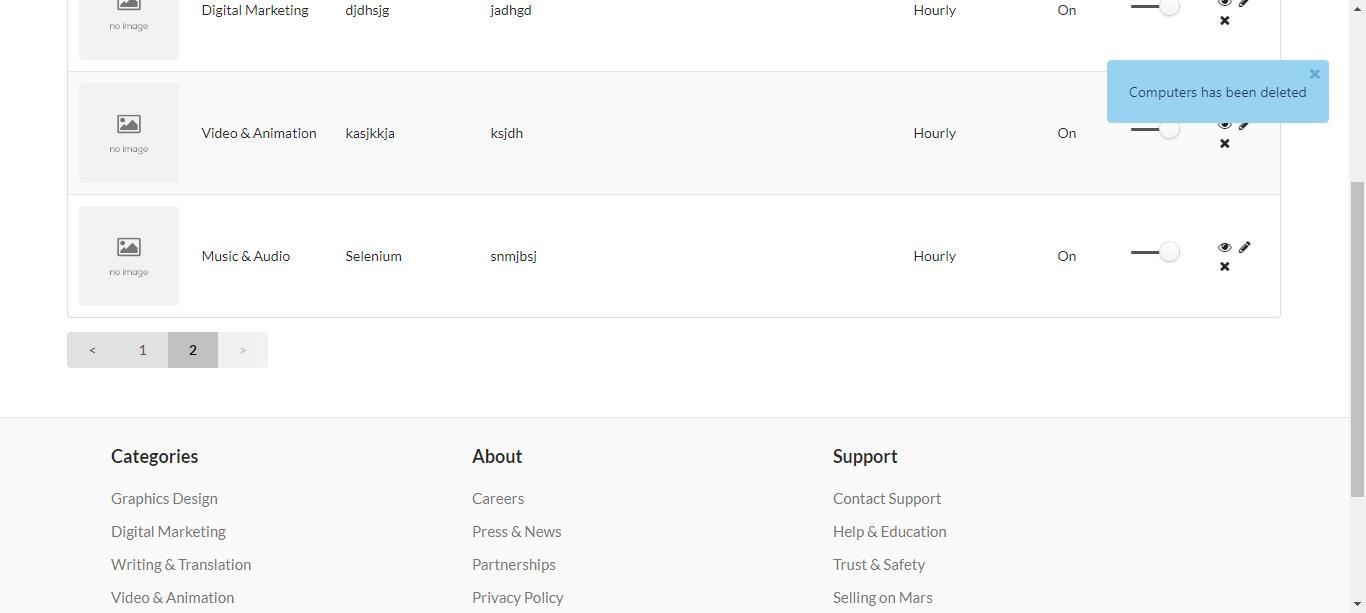 no image
Digital Marketing djdhsjg jadhgd Hourly On
Computers has been deleted
no image
Video & Animation kasjkkja ksjdh Hourly On
no image
Music & Audio Selenium snmjbsj Hourly On
< 1 2 >
Categories About Support
Graphics Design Careers Contact Support
Digital Marketing Press & News Help & Education
Writing & Translation Partnerships Trust & Safety
Video & Animation Privacy Policy Selling on Mars